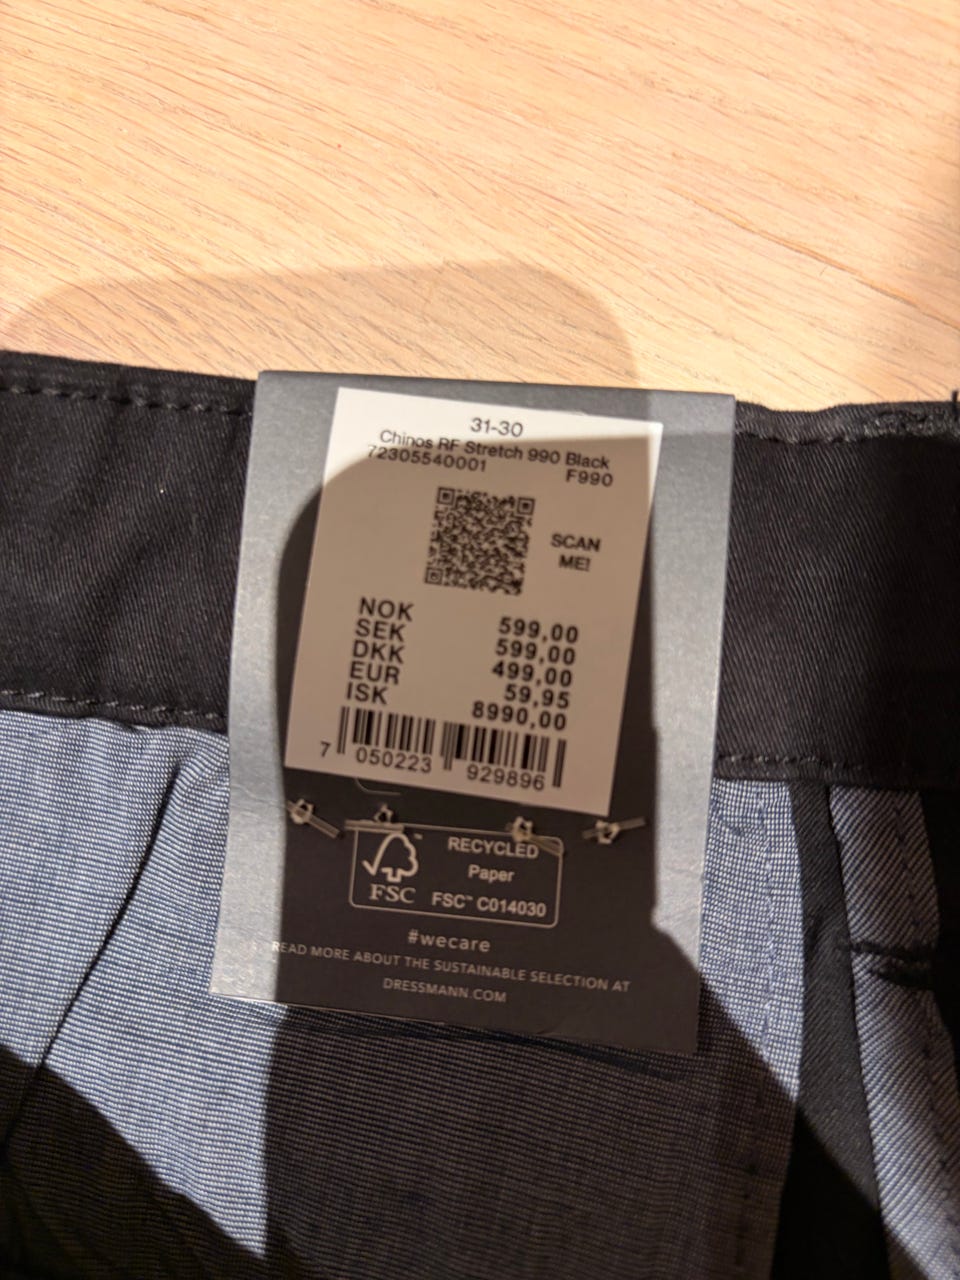 31-30
Chinos RF Stretch 990 Black
72305540001 F990
SCAN
ME!
NOK 599,00
SEK 599,00
DKK 499,00
EUR 59,95
ISK 8990,00
7 050223 929896
RECYCLED
Paper
FSC™ FSC™ C014030
#wecare
READ MORE ABOUT THE SUSTAINABLE SELECTION AT
DRESSMANN.COM